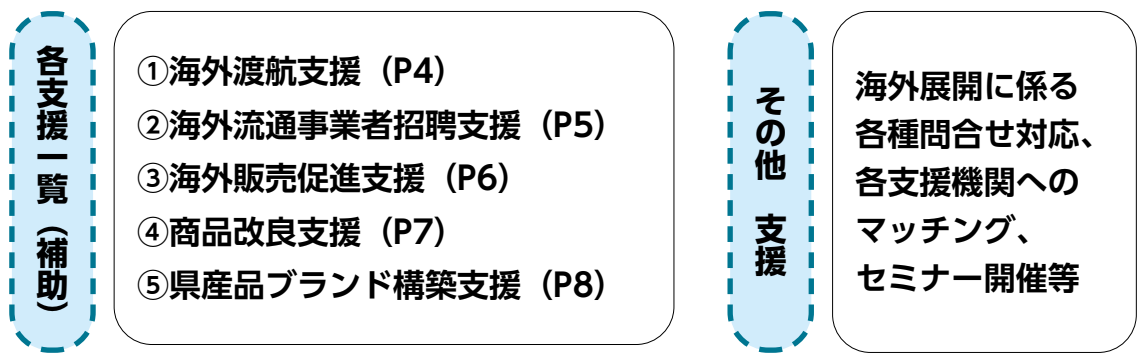 各支援一覧（補助）
①海外渡航支援（P4）
②海外流通事業者招聘支援（P5）
③海外販売促進支援（P6）
④商品改良支援（P7）
⑤県産品ブランド構築支援（P8）
その他　支援
海外展開に係る
各種問合せ対応、
各支援機関への
マッチング、
セミナー開催等